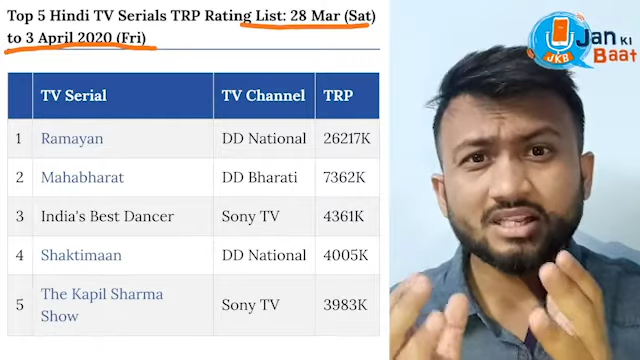 Top 5 Hindi TV Serials TRP Rating List: 28 Mar (Sat)
to 3 April 2020 (Fri)
Jan Ki
Baat
JKB
TV Serial TV Channel TRP
1 Ramayan DD National 26217K
2 Mahabharat DD Bharati 7362K
3 India's Best Dancer Sony TV 4361K
4 Shaktimaan DD National 4005K
5 The Kapil Sharma Show Sony TV 3983K